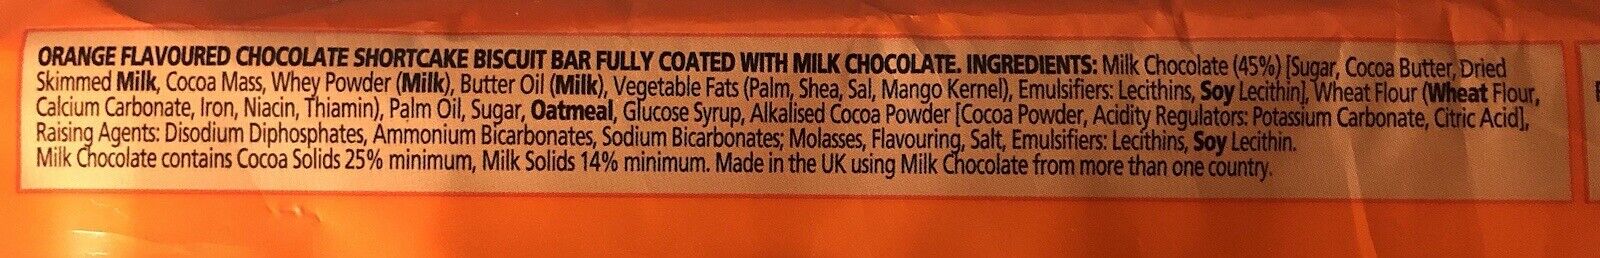 ORANGE FLAVOURED CHOCOLATE SHORTCAKE BISCUIT BAR FULLY COATED WITH MILK CHOCOLATE. INGREDIENTS: Milk Chocolate (45%) [Sugar, Cocoa Butter, Dried
Skimmed Milk, Cocoa Mass, Whey Powder (Milk), Butter Oil (Milk), Vegetable Fats (Palm, Shea, Sal, Mango Kernel), Emulsifiers: Lecithins, Soy Lecithin], Wheat Flour (Wheat Flour,
Calcium Carbonate, Iron, Niacin, Thiamin), Palm Oil, Sugar, Oatmeal, Glucose Syrup, Alkalised Cocoa Powder [Cocoa Powder, Acidity Regulators: Potassium Carbonate, Citric Acid],
Raising Agents: Disodium Diphosphates, Ammonium Bicarbonates, Sodium Bicarbonates; Molasses, Flavouring, Salt, Emulsifiers: Lecithins, Soy Lecithin.
Milk Chocolate contains Cocoa Solids 25% minimum, Milk Solids 14% minimum. Made in the UK using Milk Chocolate from more than one country.